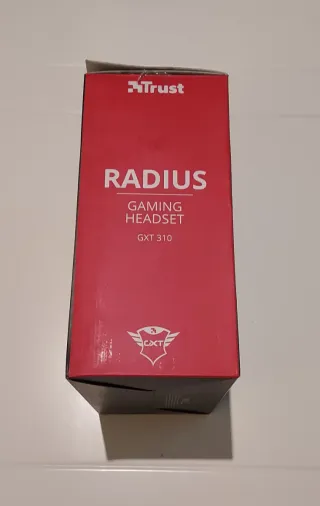 Trust
RADIUS
GAMING
HEADSET
GXT 310
GXT